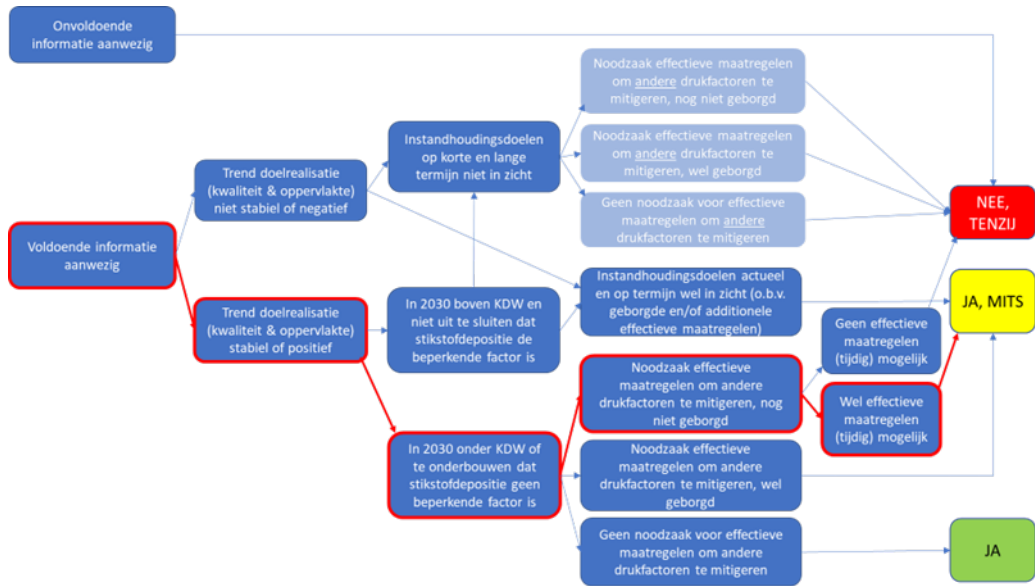 Onvoldoende
informatie aanwezig
Noodzaak effectieve maatregelen
om andere drukfactoren te
mitigeren, nog niet geborgd
Instandhoudingsdoelen
op korte en lange
termijn niet in zicht
Noodzaak effectieve maatregelen
om andere drukfactoren te
mitigeren, wel geborgd
Trend doelrealisatie
(kwaliteit & oppervlakte)
niet stabiel of negatief
Geen noodzaak voor effectieve
maatregelen om andere
drukfactoren te mitigeren
NEE,
TENZIJ
Voldoende informatie
aanwezig
Instandhoudingsdoelen actueel
en op termijn wel in zicht (o.b.v.
geborgde en/of additionele
effectieve maatregelen)
JA, MITS
Trend doelrealisatie
(kwaliteit & oppervlakte)
stabiel of positief
In 2030 boven KDW en
niet uit te sluiten dat
stikstofdepositie de
beperkende factor is
Geen effectieve
maatregelen
(tijdig) mogelijk
Noodzaak effectieve
maatregelen om andere
drukfactoren te mitigeren, nog
niet geborgd
Wel effectieve
maatregelen
(tijdig) mogelijk
In 2030 onder KDW of
te onderbouwen dat
stikstofdepositie geen
beperkende factor is
Noodzaak effectieve
maatregelen om andere
drukfactoren te mitigeren, wel
geborgd
Geen noodzaak voor effectieve
maatregelen om andere
drukfactoren te mitigeren
JA